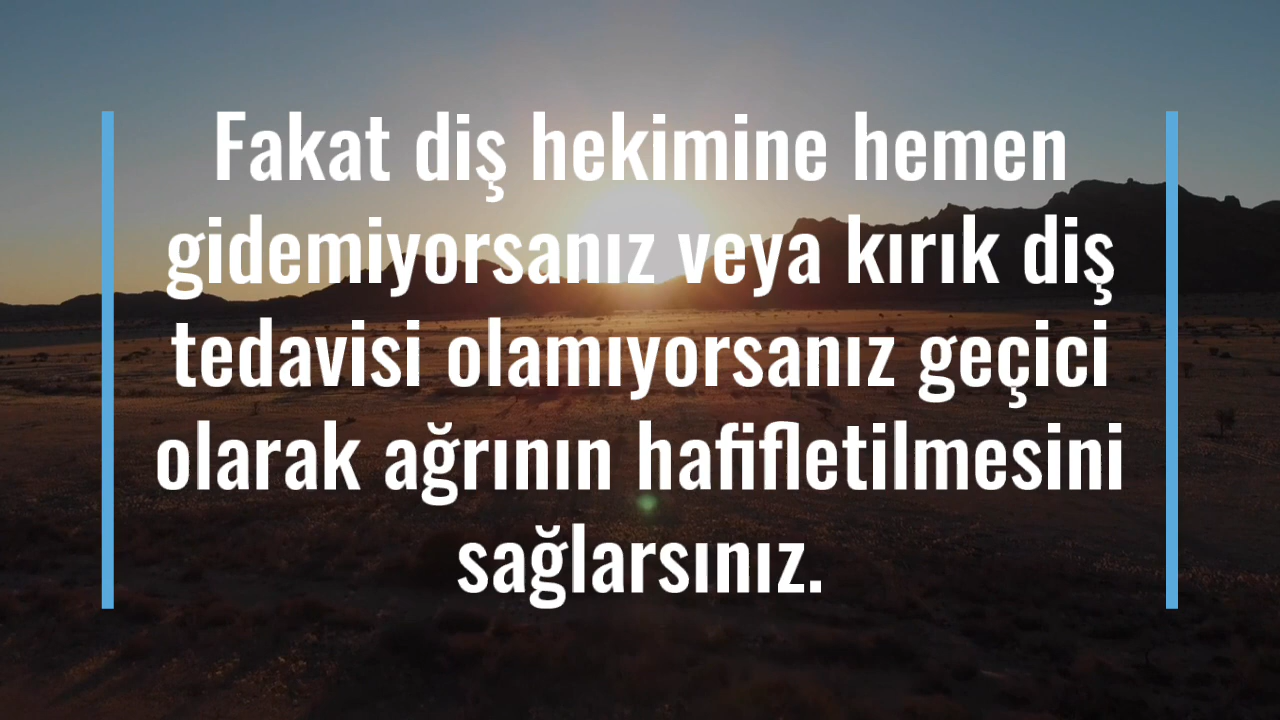 Fakat diş hekimine hemen
gidemiyorsanız veya kırık diş
tedavisi olamıyorsanız geçici
olarak ağrının hafifletilmesini
sağlarsınız.